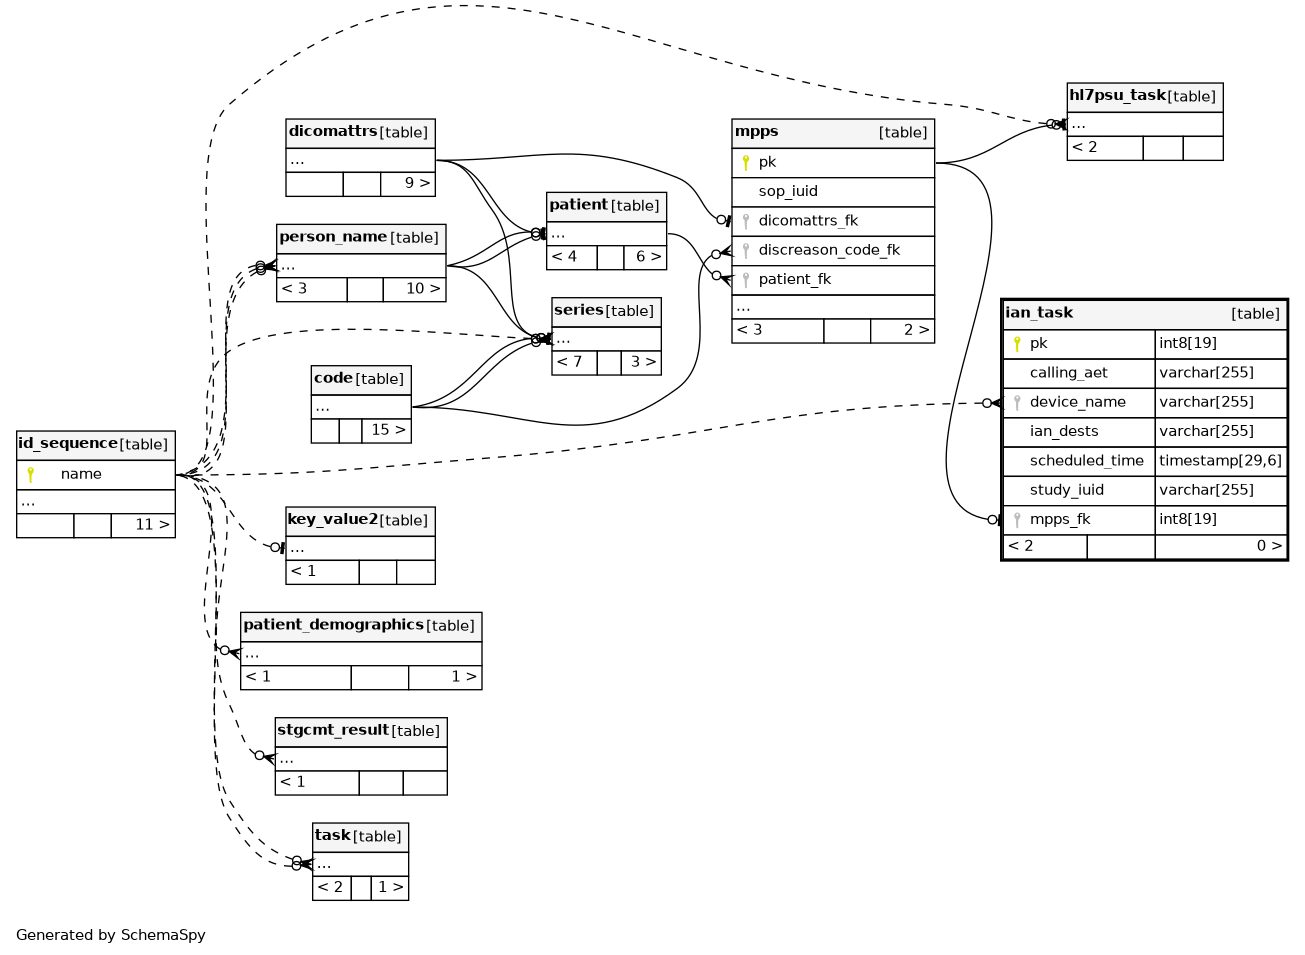 hl7psu_task [table]
...
< 2
dicomattrs [table]
...
9 >
mpps [table]
pk
sop_iuid
dicomattrs_fk
discreason_code_fk
patient_fk
...
< 3 2 >
patient [table]
...
< 4 6 >
person_name [table]
...
< 3 10 >
series [table]
...
< 7 3 >
ian_task [table]
pk int8[19]
calling_aet varchar[255]
device_name varchar[255]
ian_dests varchar[255]
scheduled_time timestamp[29,6]
study_iuid varchar[255]
mpps_fk int8[19]
< 2 0 >
code [table]
...
15 >
id_sequence [table]
name
...
11 >
key_value2 [table]
...
< 1
patient_demographics [table]
...
< 1 1 >
stgcmt_result [table]
...
< 1
task [table]
...
< 2 1 >
Generated by SchemaSpy